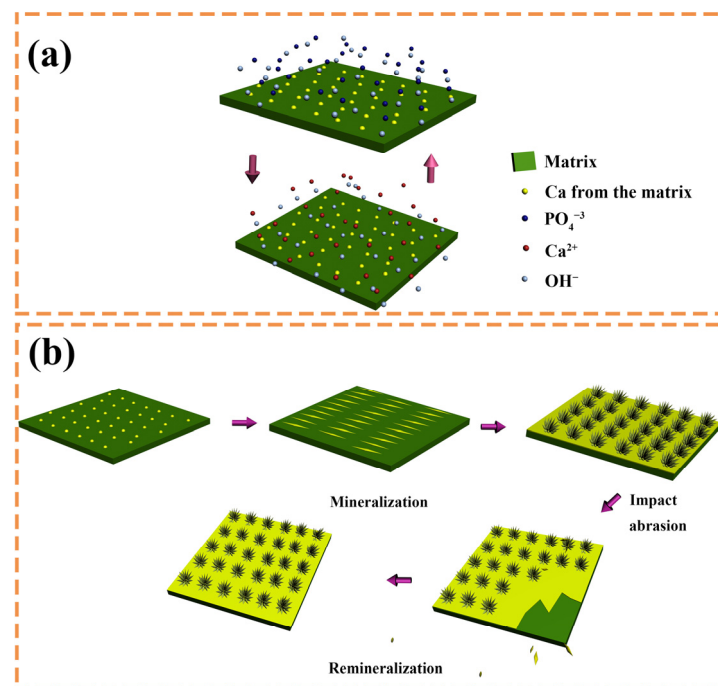 (a)
Matrix
Ca from the matrix
PO₄⁻³
Ca²⁺
OH⁻
(b)
Mineralization
Impact
abrasion
Remineralization